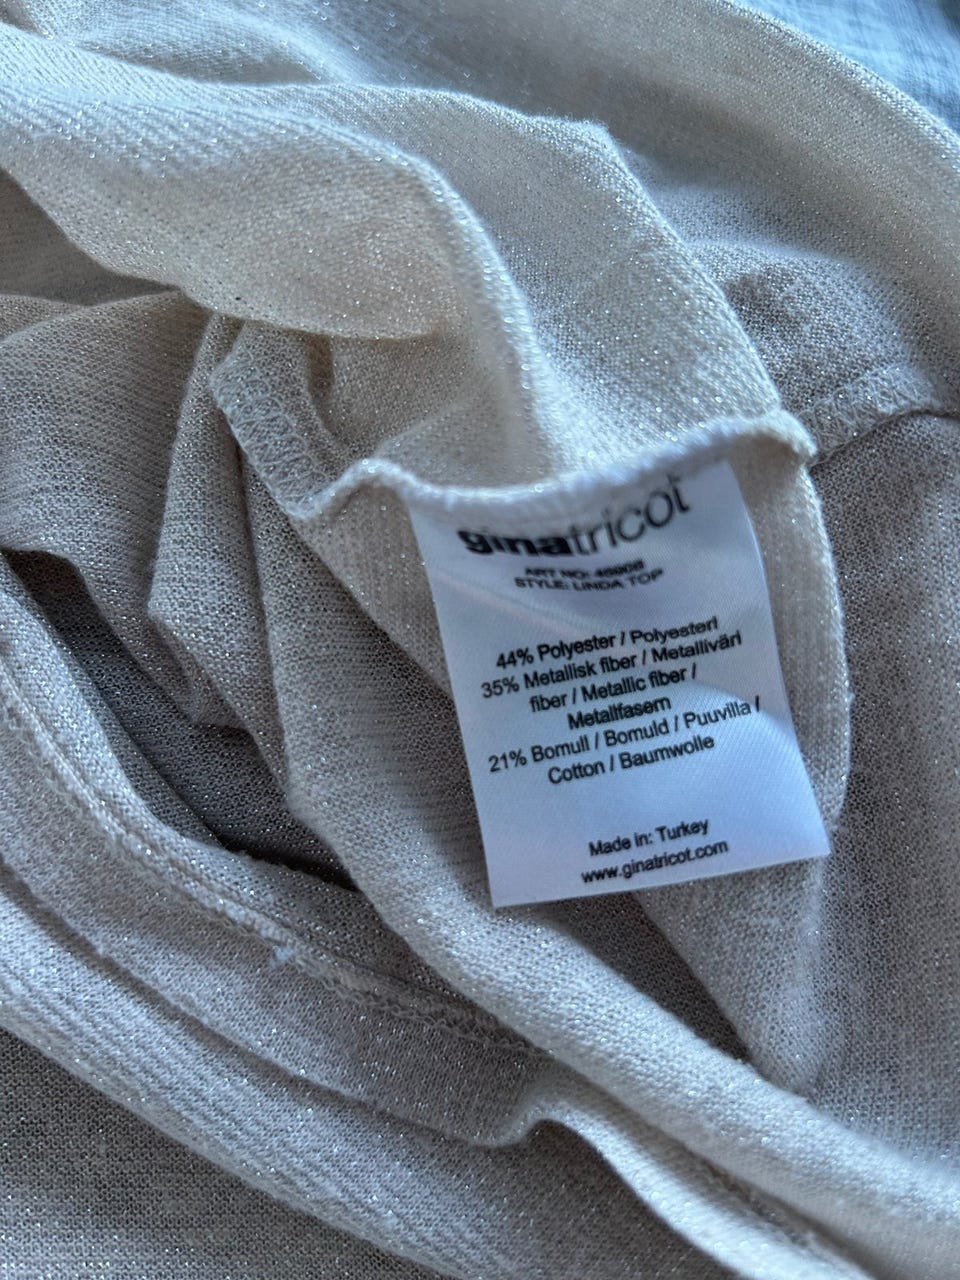 ginatricot
ART NO:
STYLE: LINDA TOP
44% Polyester / Polyesteri
35% Metallisk fiber / Metallivärl
fiber / Metallic fiber /
Metallfasern
21% Bomull / Bomuld / Puuvilla /
Cotton / Baumwolle
Made in: Turkey
www.ginatricot.com